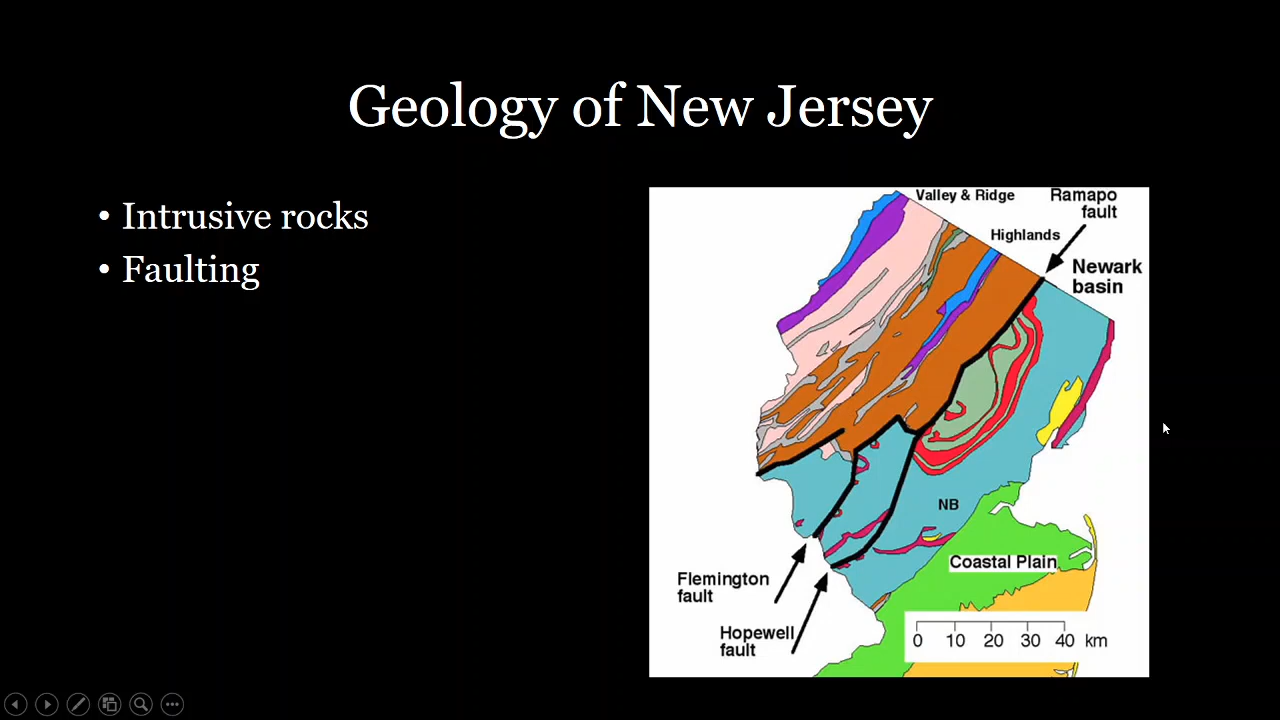 Geology of New Jersey
• Intrusive rocks
• Faulting
Valley & Ridge
Ramapo
fault
Highlands
Newark
basin
NB
Coastal Plain
Flemington
fault
Hopewell
fault
0 10 20 30 40 km